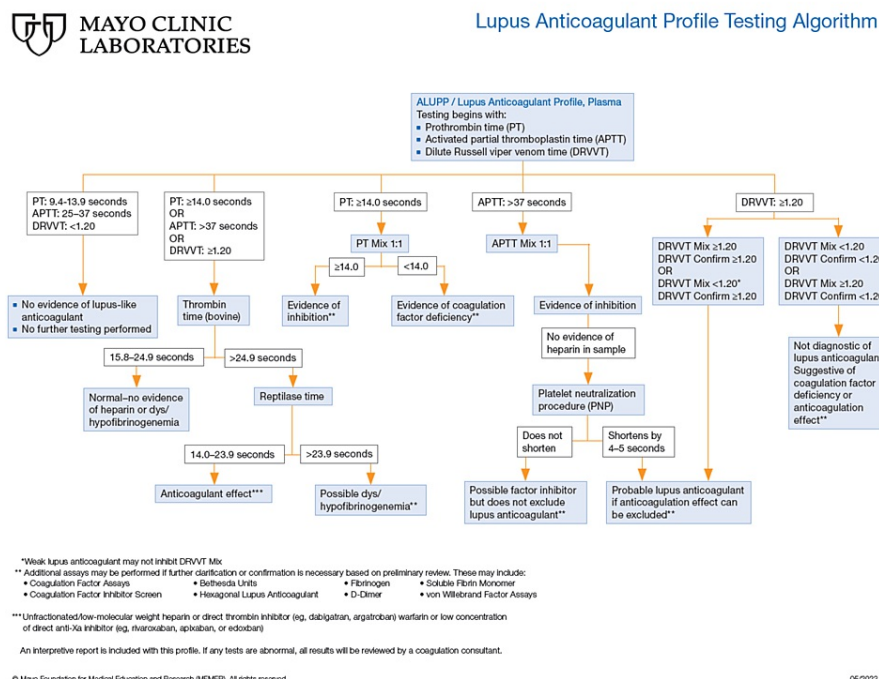 MAYO CLINIC
LABORATORIES
Lupus Anticoagulant Profile Testing Algorithm
ALUPP / Lupus Anticoagulant Profile, Plasma
Testing begins with:
▪ Prothrombin time (PT)
▪ Activated partial thromboplastin time (APTT)
▪ Dilute Russell viper venom time (DRVVT)
PT: 9.4-13.9 seconds
APTT: 25–37 seconds
DRVVT: <1.20
PT: ≥14.0 seconds
OR
APTT: >37 seconds
OR
DRVVT: ≥1.20
PT: ≥14.0 seconds
APTT: >37 seconds
DRVVT: ≥1.20
PT Mix 1:1
APTT Mix 1:1
DRVVT Mix ≥1.20
DRVVT Confirm ≥1.20
OR
DRVVT Mix <1.20*
DRVVT Confirm ≥1.20
DRVVT Mix <1.20
DRVVT Confirm <1.2
OR
DRVVT Mix ≥1.20
DRVVT Confirm <1.2
≥14.0
<14.0
▪ No evidence of lupus-like
anticoagulant
▪ No further testing performed
Thrombin
time (bovine)
Evidence of
inhibition**
Evidence of coagulation
factor deficiency**
Evidence of inhibition
No evidence of
heparin in sample
Not diagnostic of
lupus anticoagulan
Suggestive of
coagulation factor
deficiency or
anticoagulation
effect**
15.8–24.9 seconds
>24.9 seconds
Normal–no evidence
of heparin or dys/
hypofibrinogenemia
Reptilase time
Platelet neutralization
procedure (PNP)
Does not
shorten
Shortens by
4–5 seconds
14.0–23.9 seconds
>23.9 seconds
Anticoagulant effect***
Possible dys/
hypofibrinogenemia**
Possible factor inhibitor
but does not exclude
lupus anticoagulant**
Probable lupus anticoagulant
if anticoagulation effect can
be excluded**
*Weak lupus anticoagulant may not inhibit DRVVT Mix
** Additional assays may be performed if further clarification or confirmation is necessary based on preliminary review. These may include:
• Coagulation Factor Assays • Bethesda Units • Fibrinogen • Soluble Fibrin Monomer
• Coagulation Factor Inhibitor Screen • Hexagonal Lupus Anticoagulant • D-Dimer • von Willebrand Factor Assays
***Unfractionated/low-molecular weight heparin or direct thrombin inhibitor (eg, dabigatran, argatroban) warfarin or low concentration
of direct anti-Xa inhibitor (eg, rivaroxaban, apixaban, or edoxban)
An interpretive report is included with this profile. If any tests are abnormal, all results will be reviewed by a coagulation consultant.